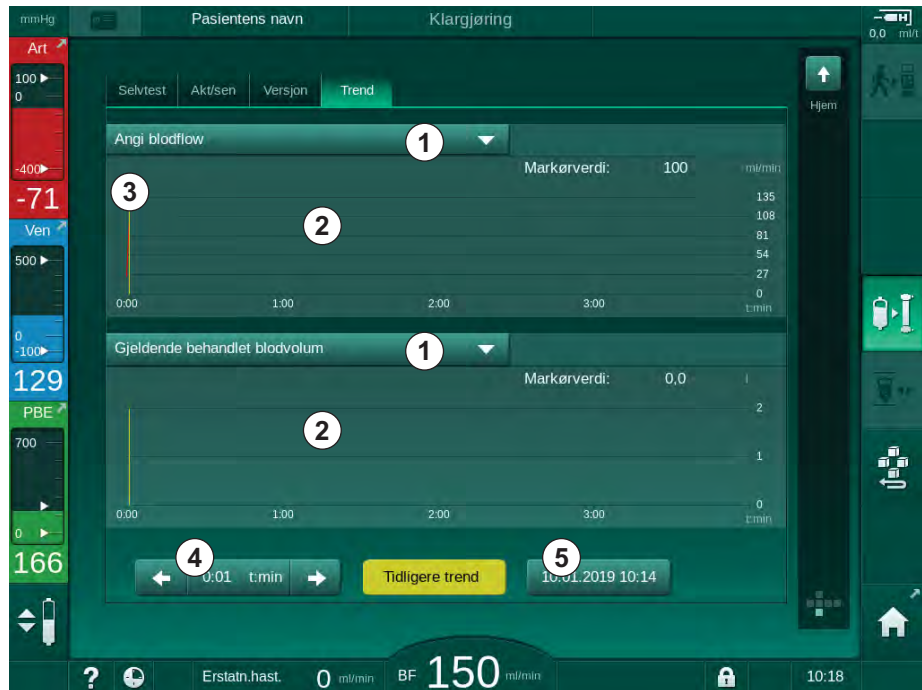 mmHg
Pasientens navn
Klargjøring
0,0 ml/t
Art
100
0
-400
-71
Ven
500
0
-100
129
PBE
700
0
166
Selvtest Akt/sen Versjon Trend
Hjem
Angi blodflow
1
Markørverdi: 100 ml/min
3
2
135
108
81
54
27
0
0:00 1:00 2:00 3:00 t:min
Gjeldende behandlet blodvolum
1
Markørverdi: 0,0 l
2
2
1
0
0:00 1:00 2:00 3:00 t:min
4
5
0:01 t:min
Tidligere trend
10.01.2019 10:14
? Erstatn.hast. 0 ml/min BF 150 ml/min 10:18
H